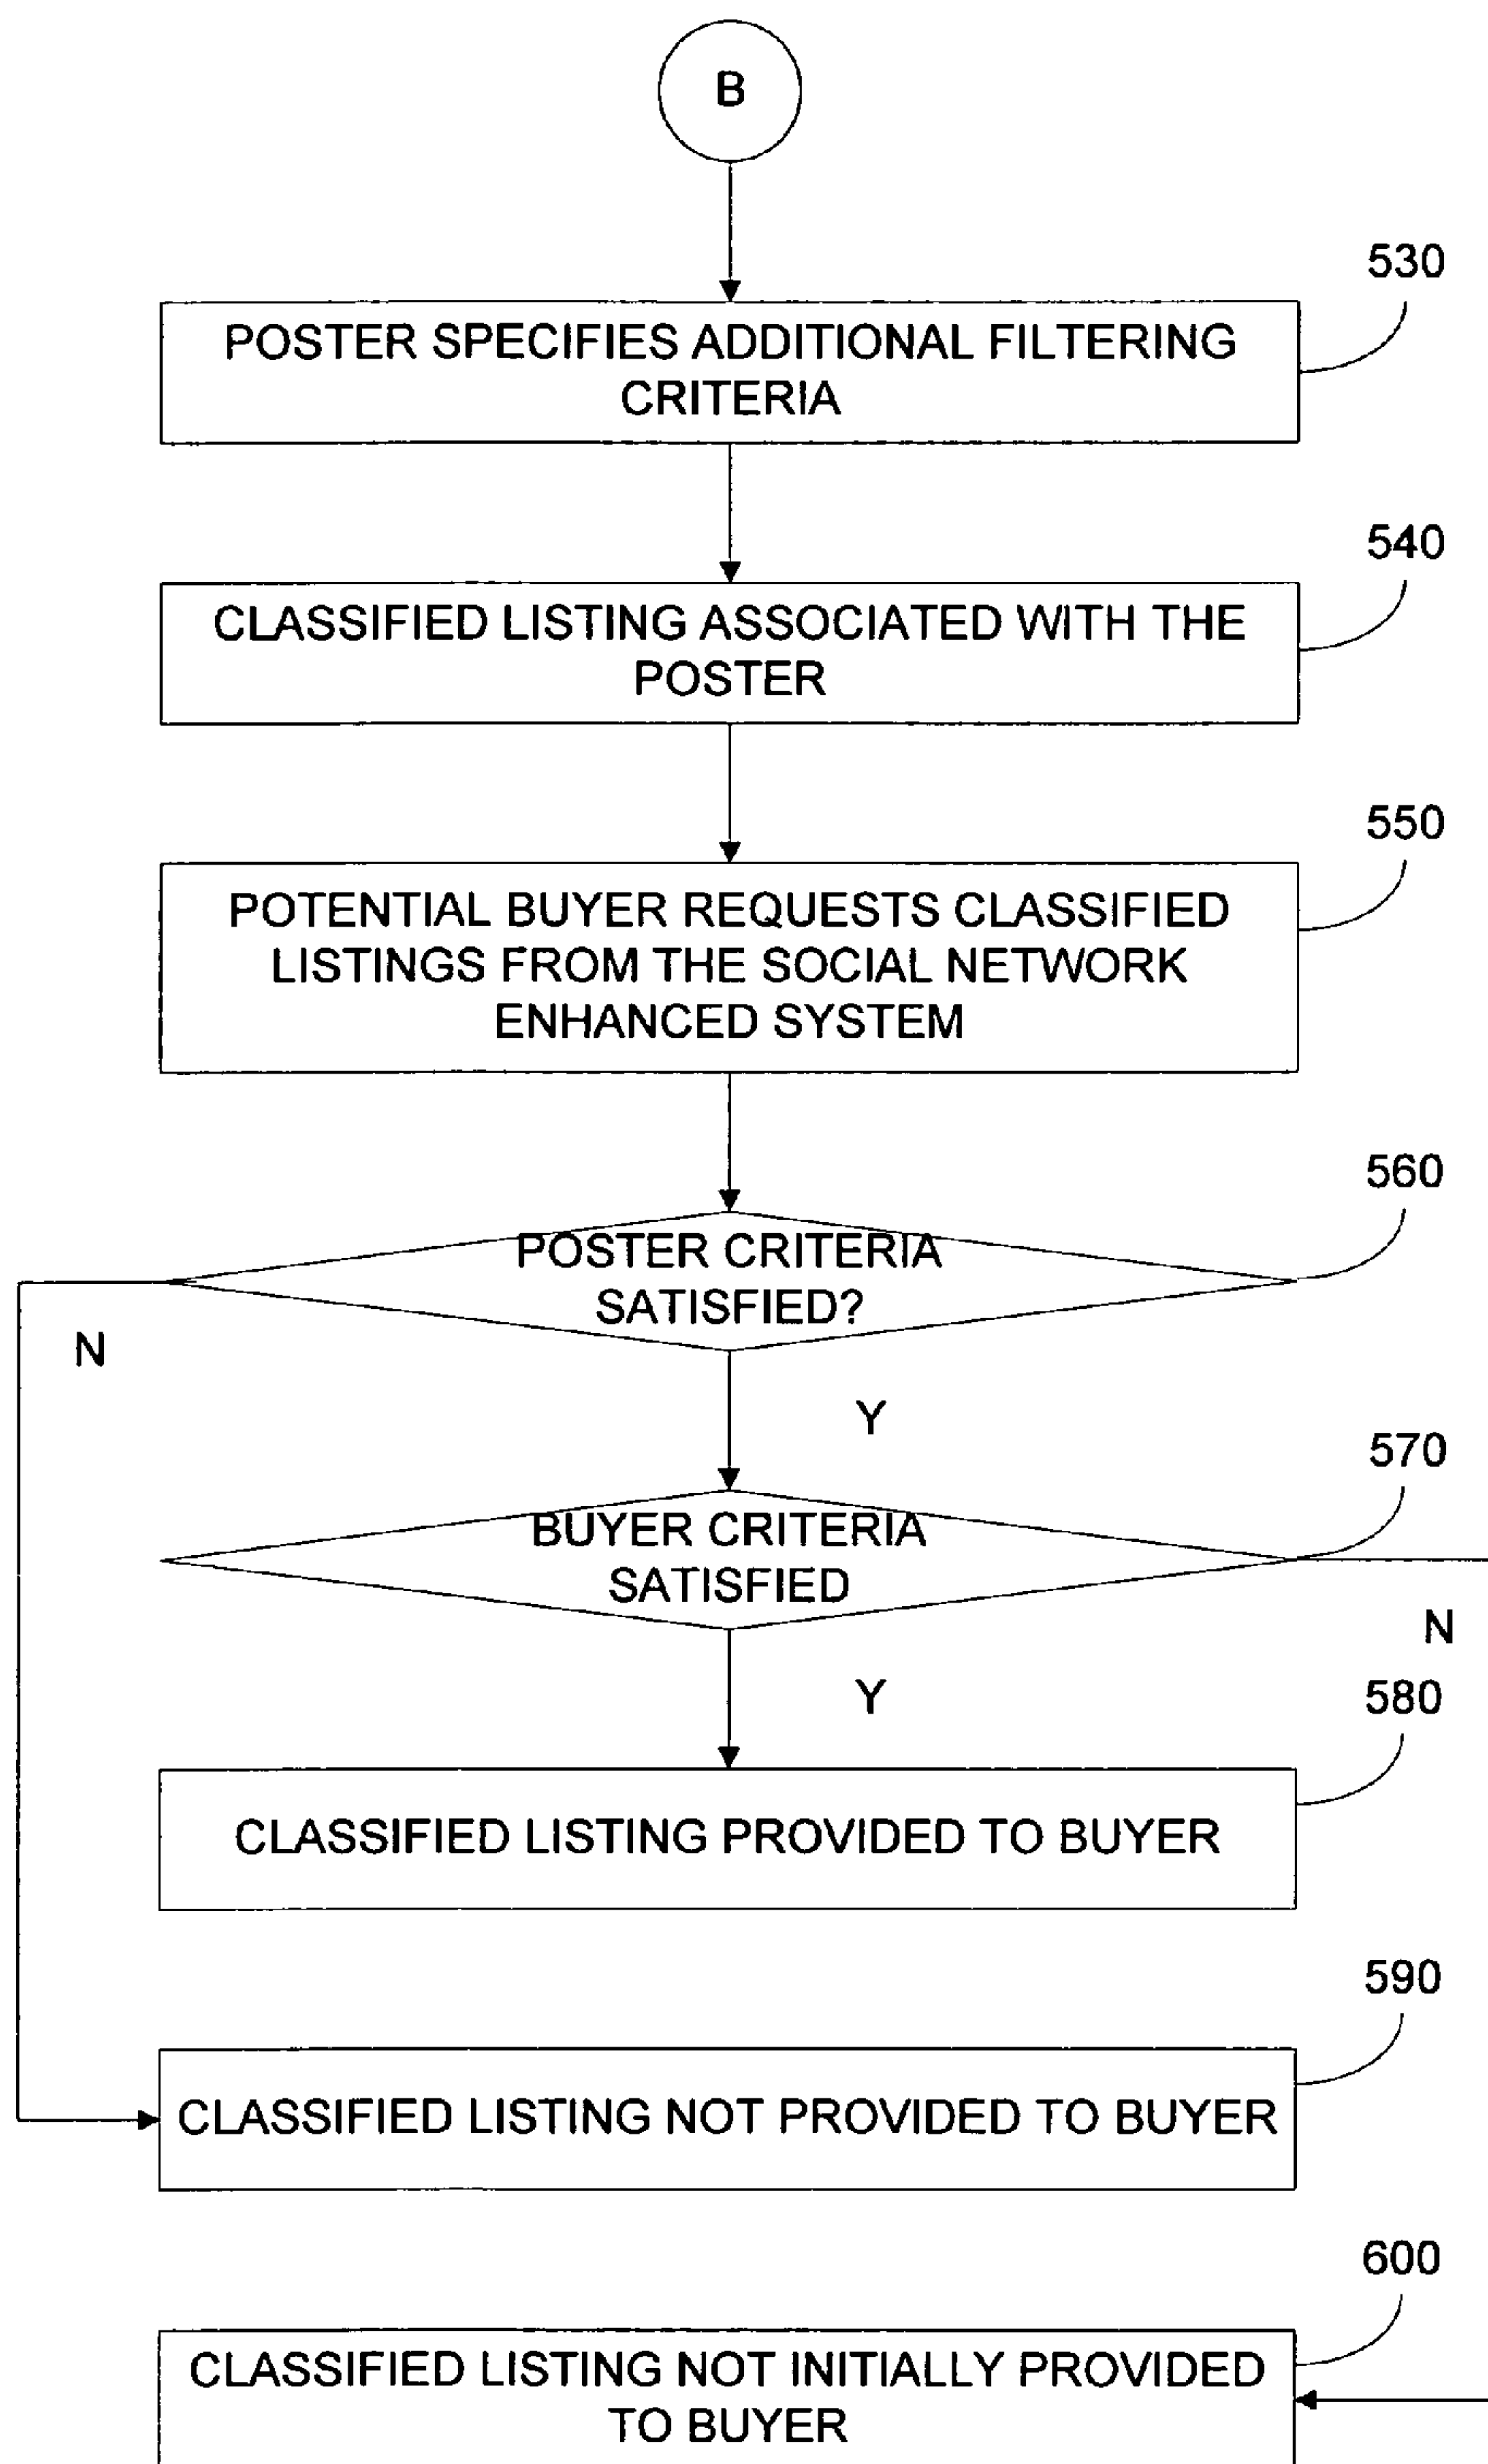 B
530
POSTER SPECIFIES ADDITIONAL FILTERING
CRITERIA
540
CLASSIFIED LISTING ASSOCIATED WITH THE
POSTER
550
POTENTIAL BUYER REQUESTS CLASSIFIED
LISTINGS FROM THE SOCIAL NETWORK
ENHANCED SYSTEM
560
POSTER CRITERIA
SATISFIED?
N
Y
570
BUYER CRITERIA
SATISFIED
N
Y
580
CLASSIFIED LISTING PROVIDED TO BUYER
590
CLASSIFIED LISTING NOT PROVIDED TO BUYER
600
CLASSIFIED LISTING NOT INITIALLY PROVIDED
TO BUYER